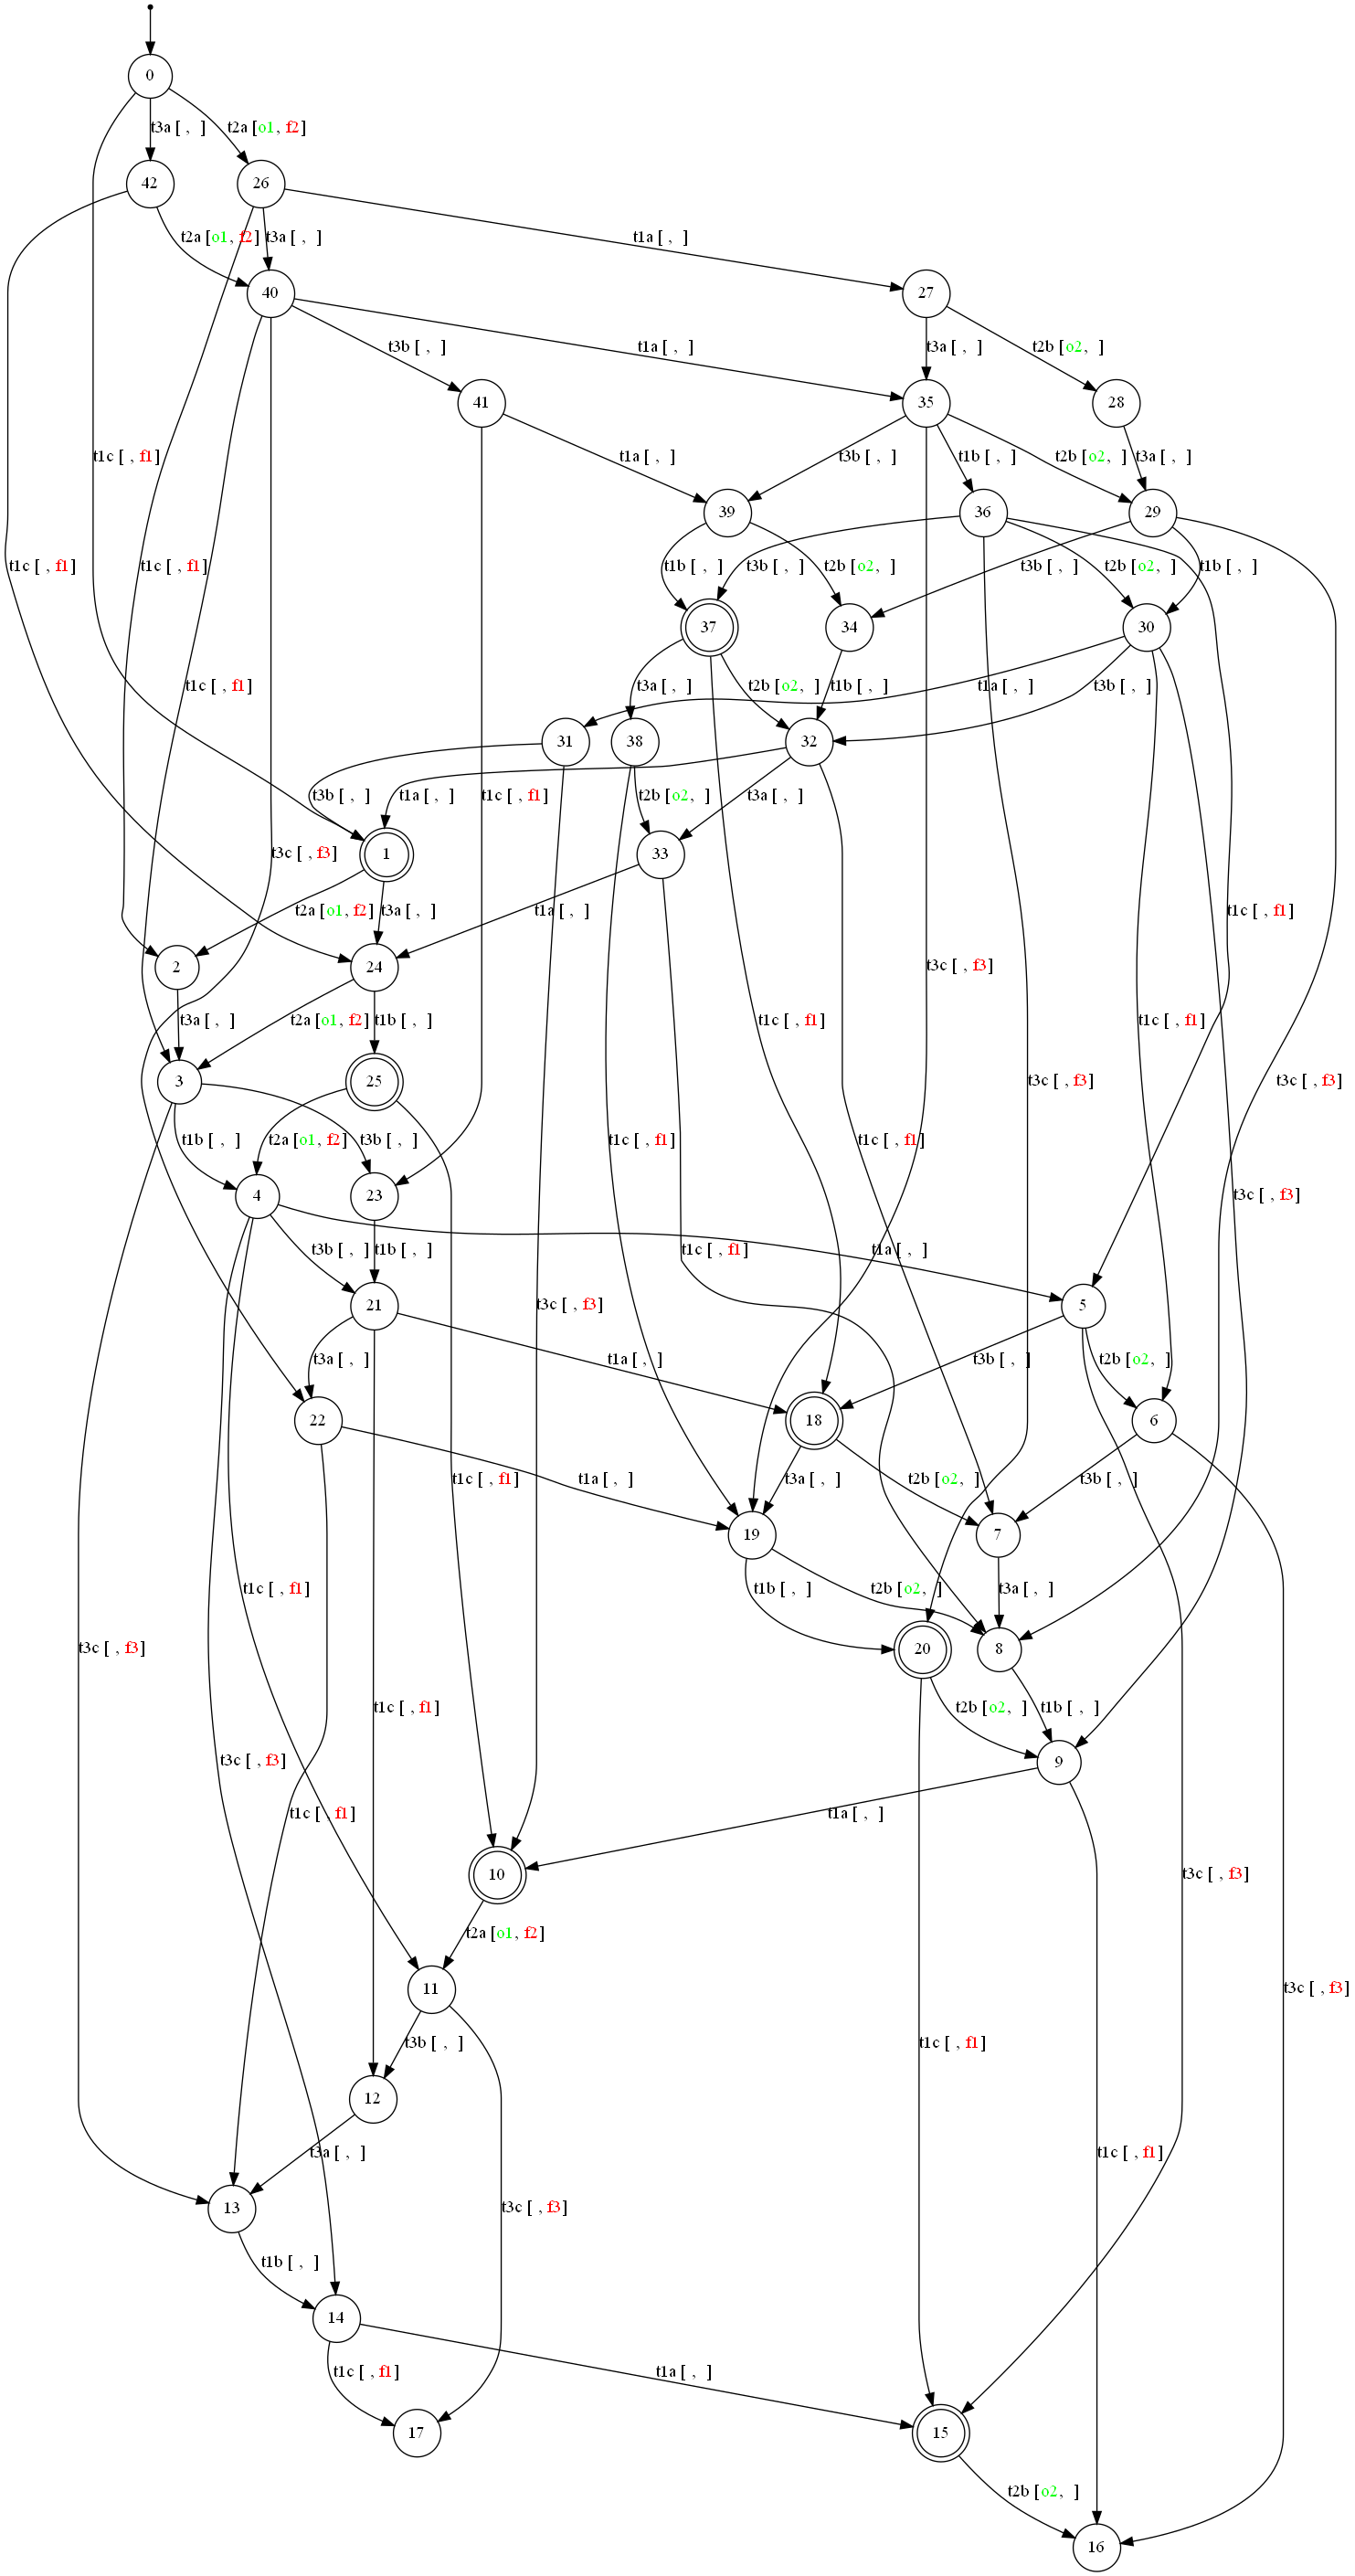 0
t3a [ , ]
t2a [o1, f2]
42
26
t2a [o1, f2]
t3a [ , ]
t1a [ , ]
40
27
t3b [ , ]
t1a [ , ]
t3a [ , ]
t2b [o2, ]
41
35
28
t1c [ , f1]
t1a [ , ]
t3b [ , ]
t1b [ , ]
t2b [o2, ]
t3a [ , ]
39
36
29
t1c [ , f1]
t1c [ , f1]
t1b [ , ]
t3b [ , ]
t2b [o2, ]
t3b [ , ]
t2b [o2, ]
t1b [ , ]
37
34
30
t1c [ , f1]
t3a [ , ]
t2b [o2, ]
t1b [ , ]
t1a [ , ]
t3b [ , ]
31
38
32
t3b [ , ]
t1a [ , ]
t1c [ , f1]
t2b [o2, ]
t3a [ , ]
t3c [ , f3]
1
33
t2a [o1, f2]
t3a [ , ]
t1a [ , ]
t1c [ , f1]
2
24
t3c [ , f3]
t3a [ , ]
t2a [o1, f2]
t1b [ , ]
t1c [ , f1]
t1c [ , f1]
3
25
t3c [ , f3]
t3c [ , f3]
t1b [ , ]
t2a [o1, f2]
t3b [ , ]
t1c [ , f1]
t1c [ , f1]
4
23
t3c [ , f3]
t3b [ , ]
t1b [ , ]
t1c [ , f1]
t1a [ , ]
21
5
t3c [ , f3]
t3a [ , ]
t1a [ , ]
t3b [ , ]
t2b [o2, ]
22
18
6
t1c [ , f1]
t1a [ , ]
t3a [ , ]
t2b [o2, ]
t3b [ , ]
19
7
t1c [ , f1]
t1b [ , ]
t2b [o2, ]
t3a [ , ]
t3c [ , f3]
20
8
t1c [ , f1]
t2b [o2, ]
t1b [ , ]
t3c [ , f3]
9
t1c [ , f1]
t1a [ , ]
10
t3c [ , f3]
t2a [o1, f2]
11
t3c [ , f3]
t3b [ , ]
t1c [ , f1]
12
t3a [ , ]
t1c [ , f1]
13
t3c [ , f3]
t1b [ , ]
14
t1c [ , f1]
t1a [ , ]
17
15
t2b [o2, ]
16